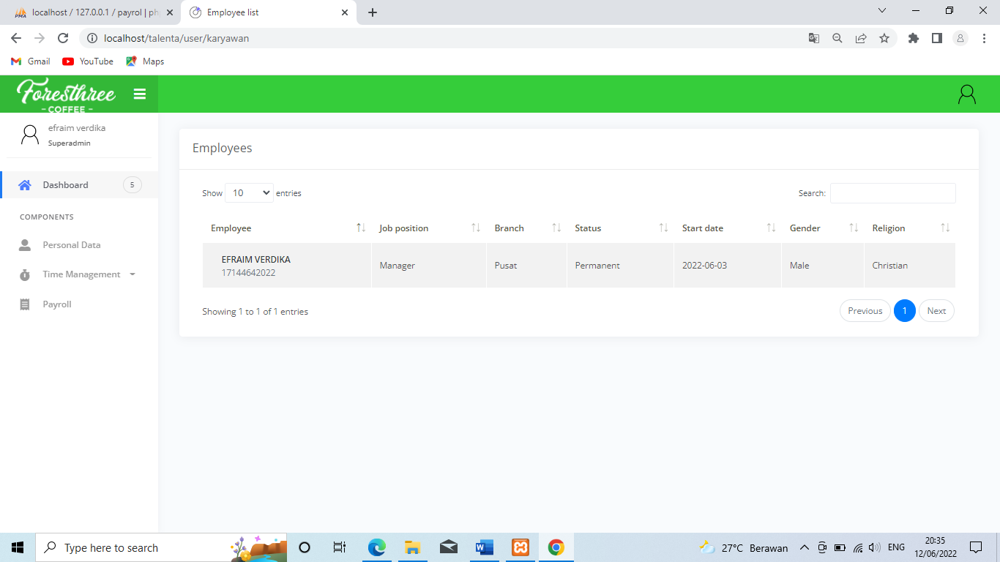 localhost / 127.0.0.1 / payrol | ph
Employee list
localhost/talenta/user/karyawan
Gmail
YouTube
Maps
Foresthree
COFFEE
efraim verdika
Superadmin
Dashboard
5
COMPONENTS
Personal Data
Time Management
Payroll
Employees
Show 10 entries
Search:
Employee Job position Branch Status Start date Gender Religion
EFRAIM VERDIKA
17144642022
Manager Pusat Permanent 2022-06-03 Male Christian
Showing 1 to 1 of 1 entries
Previous 1 Next
Type here to search
27°C Berawan
ENG
20:35
12/06/2022